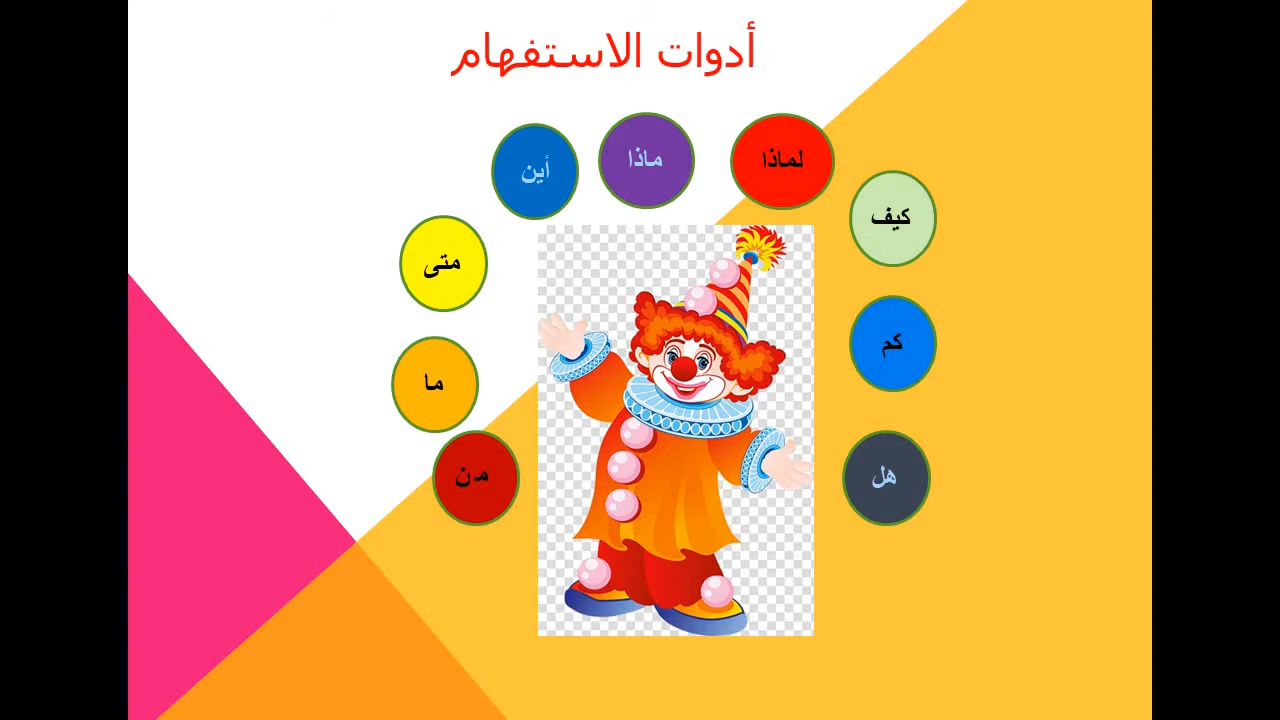 أدوات الاستفهام
لماذا
ماذا
أين
كيف
متى
كم
ما
هل
من